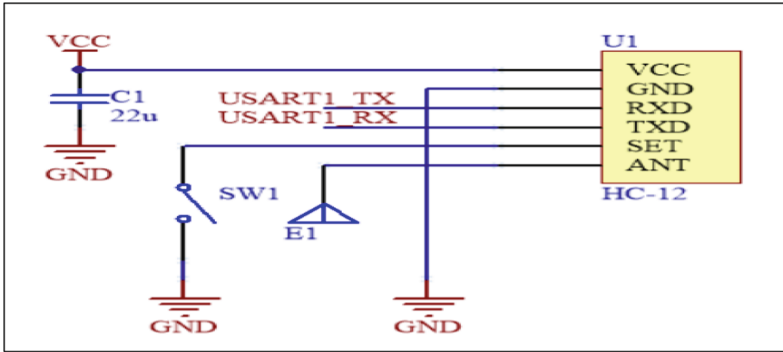 VCC
U1
VCC
GND
C1
USART1_TX
RXD
22u
USART1_RX
TXD
SET
ANT
GND
SW1
HC-12
E1
GND
GND